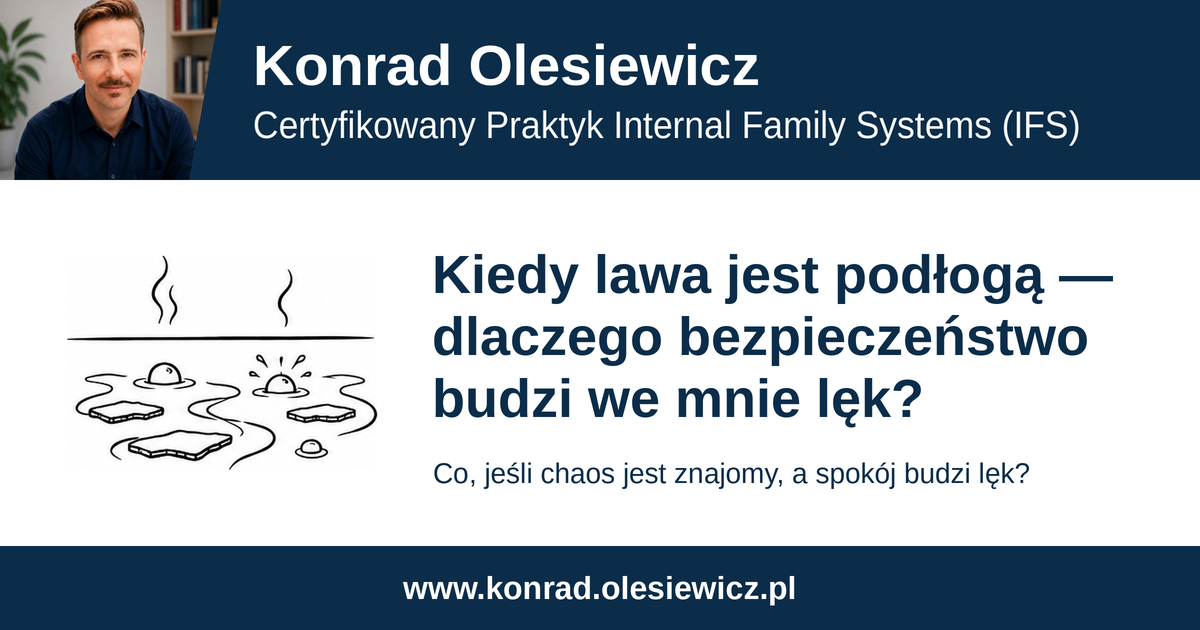 Konrad Olesiewicz
Certyfikowany Praktyk Internal Family Systems (IFS)
Kiedy lawa jest podłogą —
dlaczego bezpieczeństwo
budzi we mnie lęk?
Co, jeśli chaos jest znajomy, a spokój budzi lęk?
www.konrad.olesiewicz.pl